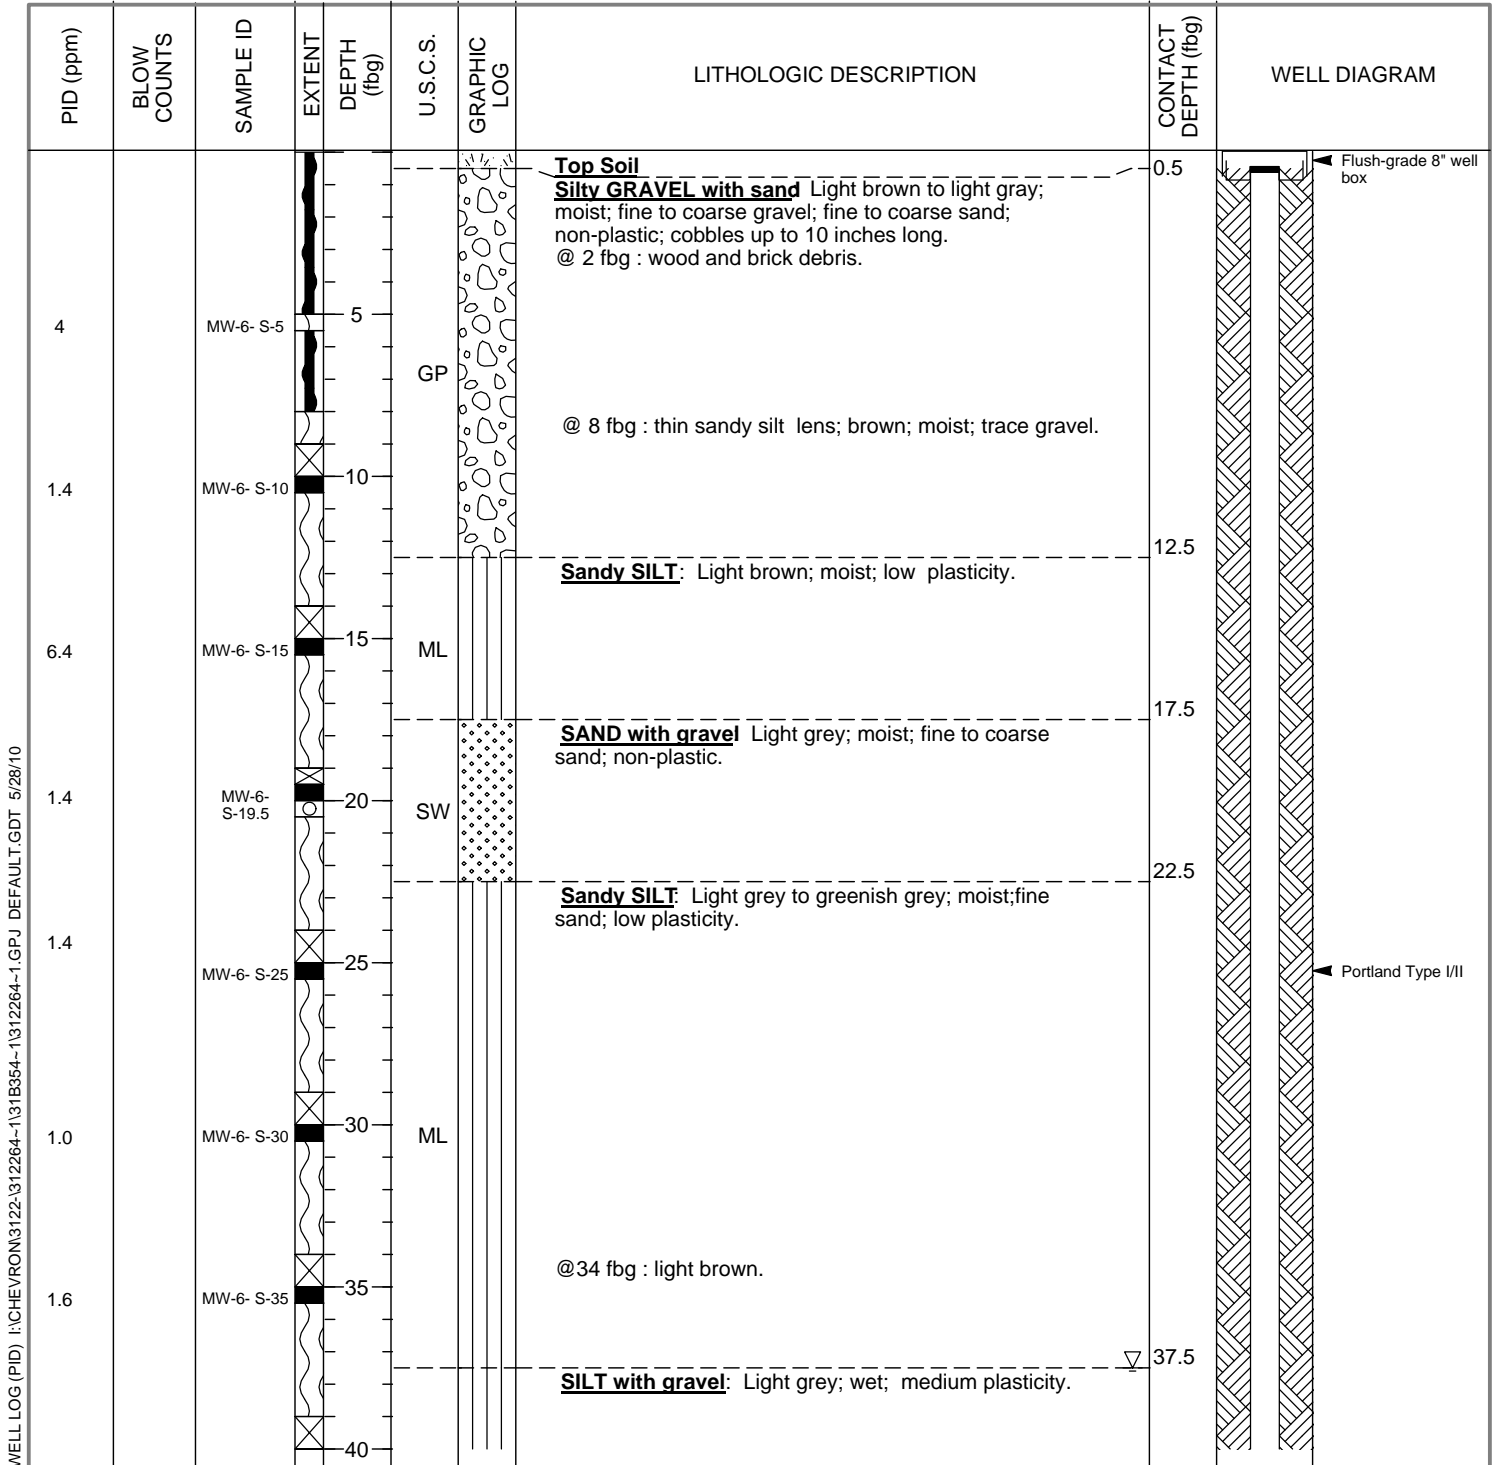 PID (ppm)
BLOW
COUNTS
SAMPLE ID
EXTENT
DEPTH
(fbg)
U.S.C.S.
GRAPHIC
LOG
LITHOLOGIC DESCRIPTION
CONTACT
DEPTH (fbg)
WELL DIAGRAM
Top Soil
0.5
Flush-grade 8" well
box
Silty GRAVEL with sand Light brown to light gray;
moist; fine to coarse gravel; fine to coarse sand;
non-plastic; cobbles up to 10 inches long.
@ 2 fbg : wood and brick debris.
4
MW-6- S-5
5
GP
@ 8 fbg : thin sandy silt lens; brown; moist; trace gravel.
1.4
MW-6- S-10
10
12.5
Sandy SILT: Light brown; moist; low plasticity.
6.4
MW-6- S-15
15
ML
17.5
SAND with gravel Light grey; moist; fine to coarse
sand; non-plastic.
1.4
MW-6-
S-19.5
20
SW
22.5
Sandy SILT: Light grey to greenish grey; moist;fine
sand; low plasticity.
1.4
MW-6- S-25
25
Portland Type I/II
1.0
MW-6- S-30
30
ML
@34 fbg : light brown.
1.6
MW-6- S-35
35
37.5
SILT with gravel: Light grey; wet; medium plasticity.
40
WELL LOG (PID) I:\CHEVRON\3122-\312264~1\31B354~1\312264~1.GPJ DEFAULT.GDT 5/28/10